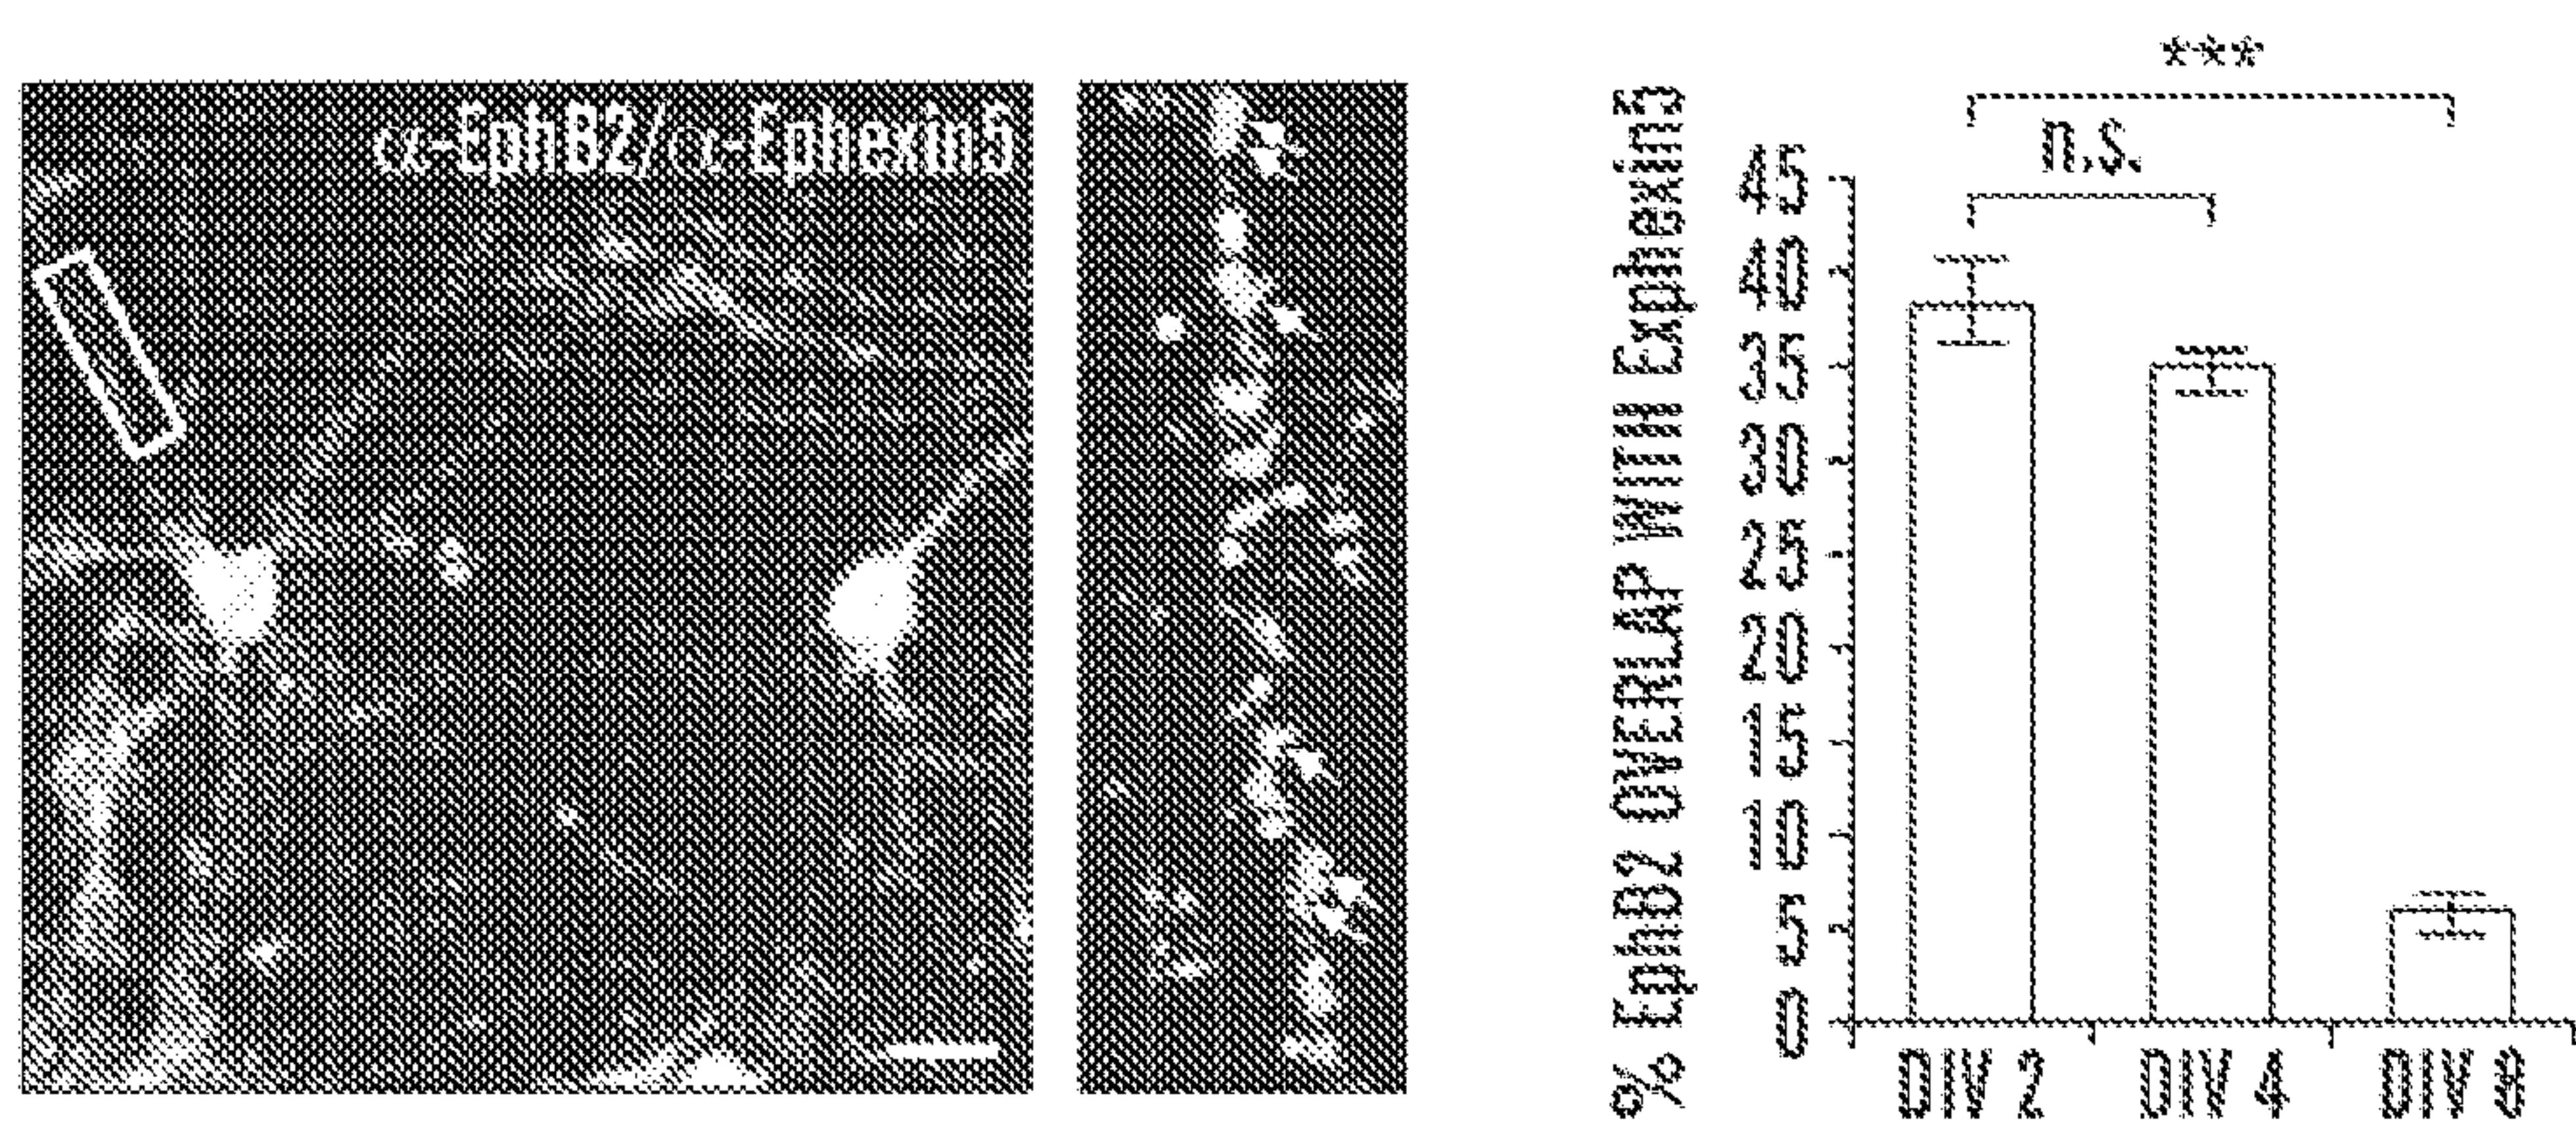 α-EphB2/α-Ephexin5
% EphB2 OVERLAP WITH Exphexin5
***
n.s.
45
40
35
30
25
20
15
10
5
0
DIV 2
DIV 4
DIV 8